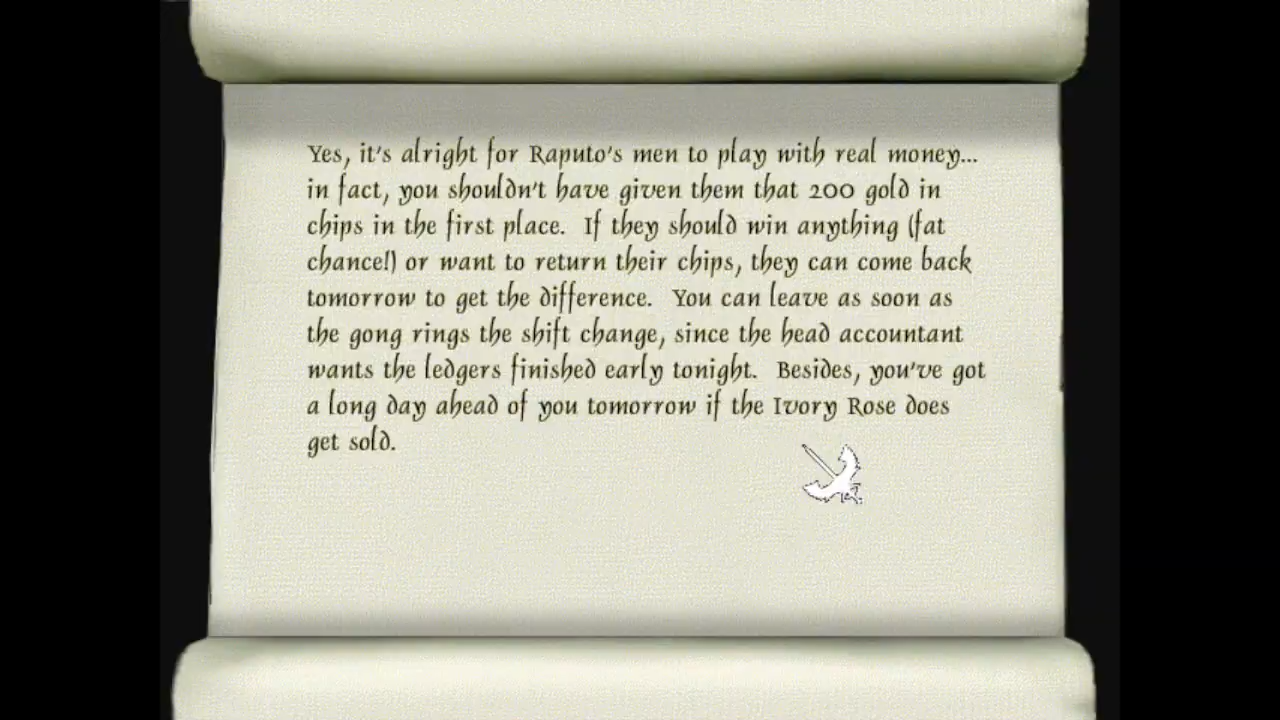 Yes, it's alright for Raputo's men to play with real money...
in fact, you shouldn't have given them that 200 gold in
chips in the first place.  If they should win anything (fat
chance!) or want to return their chips, they can come back
tomorrow to get the difference.  You can leave as soon as
the gong rings the shift change, since the head accountant
wants the ledgers finished early tonight.  Besides, you've got
a long day ahead of you tomorrow if the Ivory Rose does
get sold.